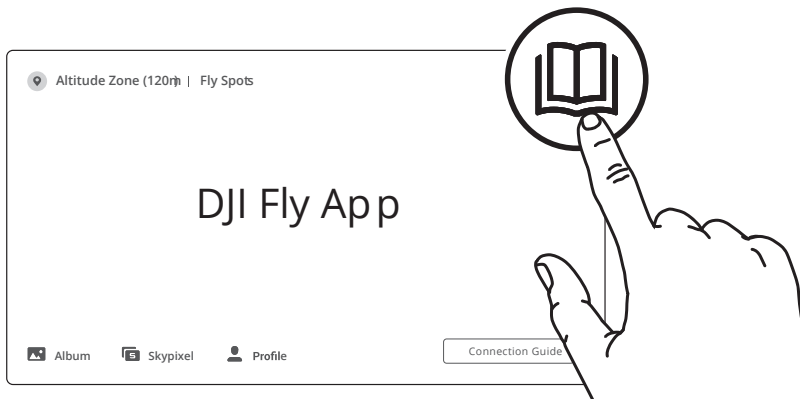 Altitude Zone (120m) | Fly Spots
DJI Fly App
Album Skypixel Profile Connection Guide